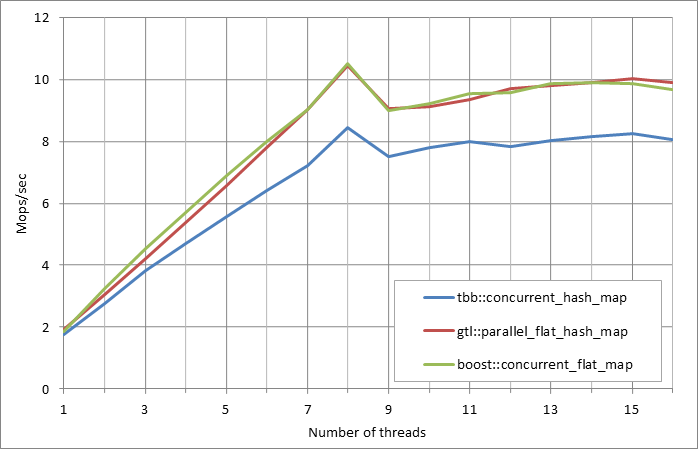 12
10
8
6
4
2
0
Mops/sec
tbb::concurrent_hash_map
gtl::parallel_flat_hash_map
boost::concurrent_flat_map
1 3 5 7 9 11 13 15
Number of threads